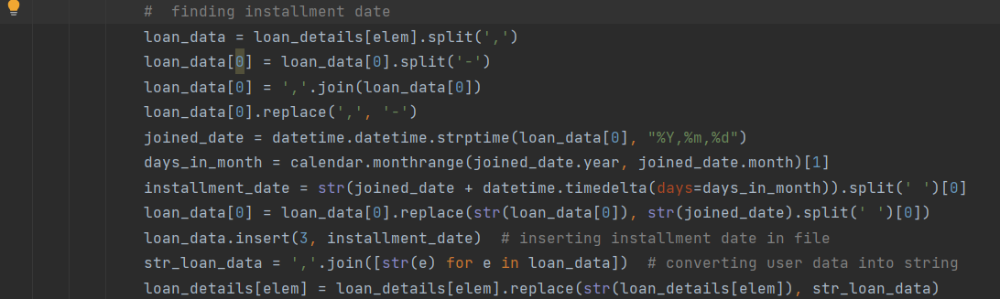 #  finding installment date
loan_data = loan_details[elem].split(',')
loan_data[0] = loan_data[0].split('-')
loan_data[0] = ','.join(loan_data[0])
loan_data[0].replace(',', '-')
joined_date = datetime.datetime.strptime(loan_data[0], "%Y,%m,%d")
days_in_month = calendar.monthrange(joined_date.year, joined_date.month)[1]
installment_date = str(joined_date + datetime.timedelta(days=days_in_month)).split(' ')[0]
loan_data[0] = loan_data[0].replace(str(loan_data[0]), str(joined_date).split(' ')[0])
loan_data.insert(3, installment_date)  # inserting installment date in file
str_loan_data = ','.join([str(e) for e in loan_data])  # converting user data into string
loan_details[elem] = loan_details[elem].replace(str(loan_details[elem]), str_loan_data)